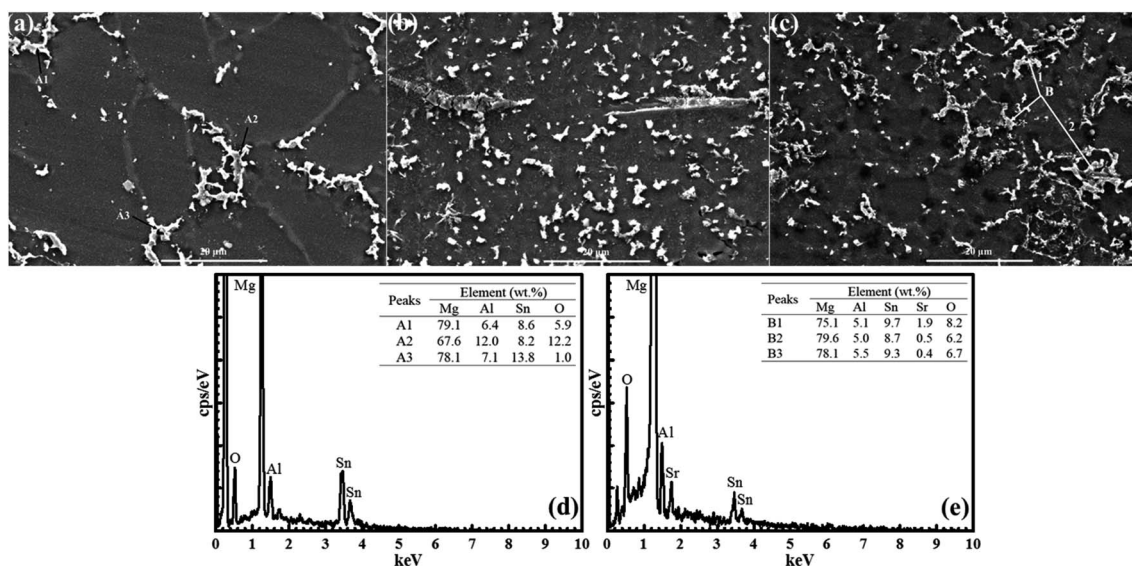 (a)
A1
A2
A3
20 μm
(b)
20 μm
(c)
1
B
3
2
20 μm
Mg
Peaks Element (wt.%)
Mg Al Sn O
A1 79.1 6.4 8.6 5.9
A2 67.6 12.0 8.2 12.2
A3 78.1 7.1 13.8 1.0
O
Al
Sn
Sn
cps/eV
(d)
0 1 2 3 4 5 6 7 8 9 10
keV
Mg
Peaks Element (wt.%)
Mg Al Sn Sr O
B1 75.1 5.1 9.7 1.9 8.2
B2 79.6 5.0 8.7 0.5 6.2
B3 78.1 5.5 9.3 0.4 6.7
O
Al
Sr
Sn
Sn
cps/eV
(e)
0 1 2 3 4 5 6 7 8 9 10
keV